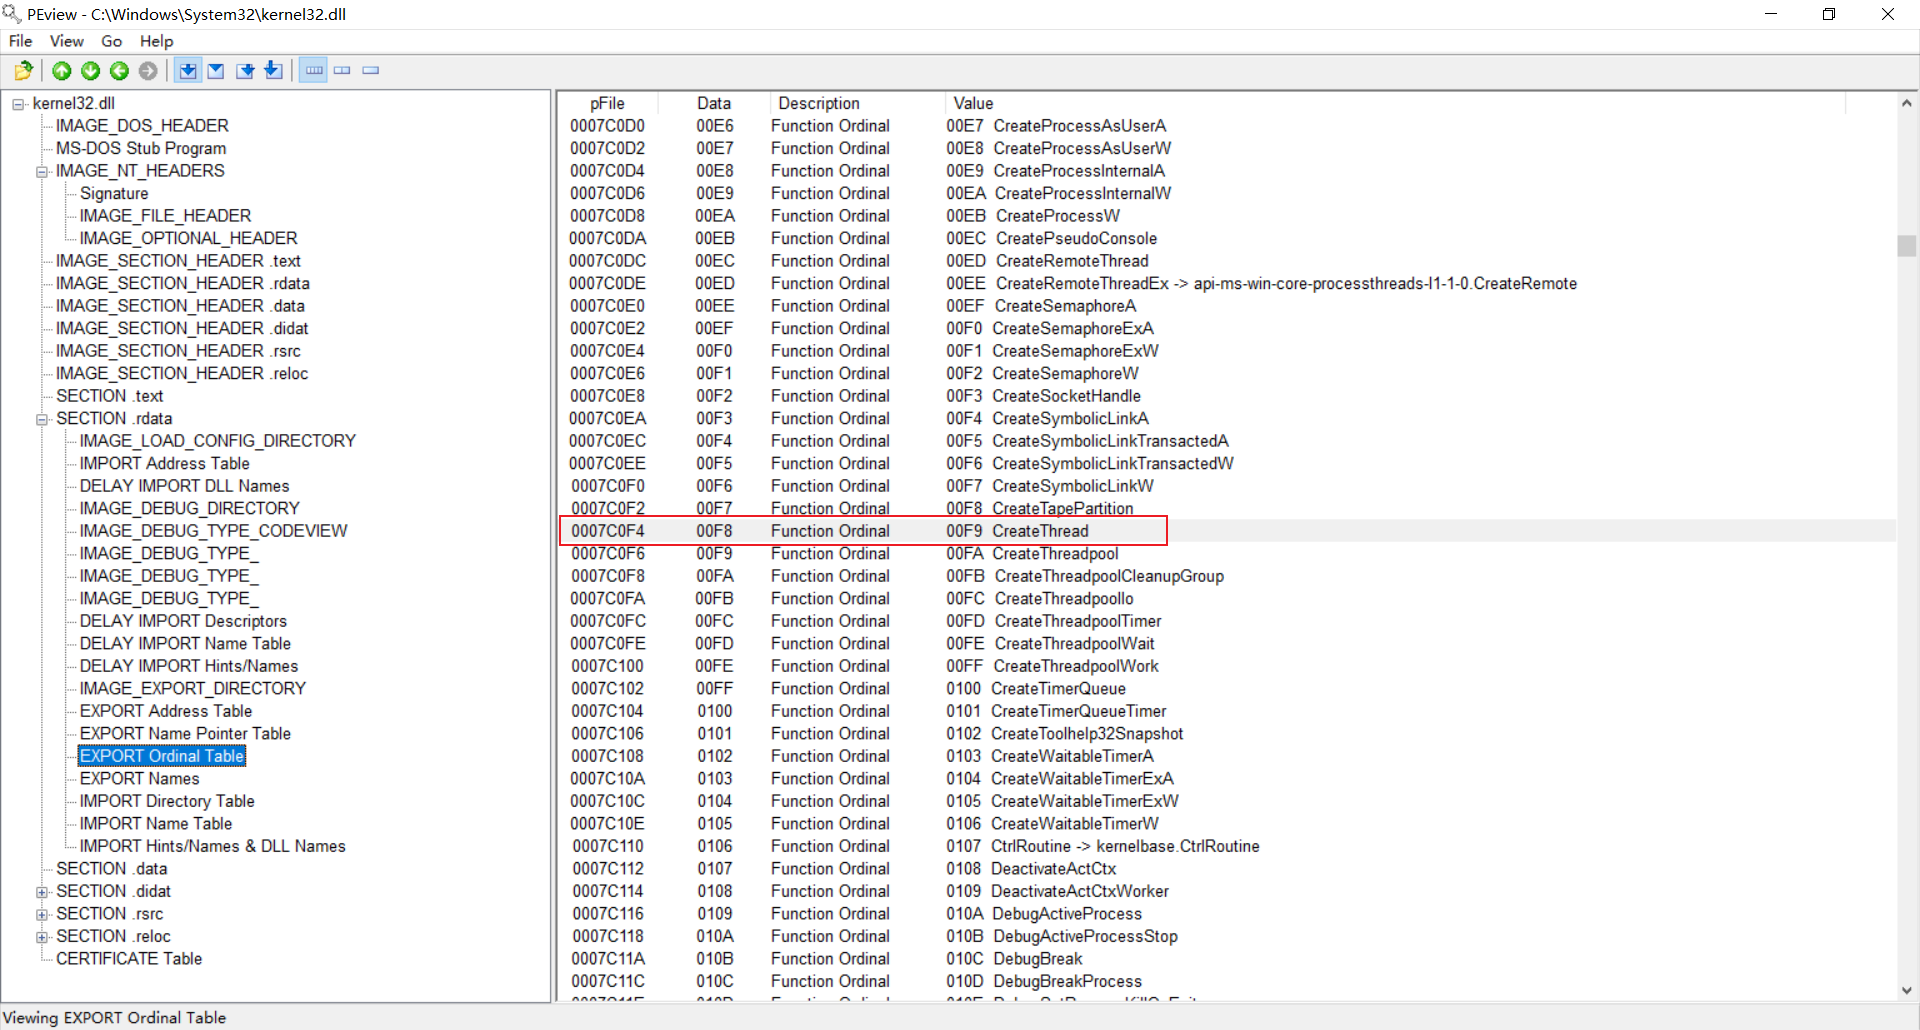 PEview - C:\Windows\System32\kernel32.dll
File View Go Help
kernel32.dll
IMAGE_DOS_HEADER
MS-DOS Stub Program
IMAGE_NT_HEADERS
Signature
IMAGE_FILE_HEADER
IMAGE_OPTIONAL_HEADER
IMAGE_SECTION_HEADER .text
IMAGE_SECTION_HEADER .rdata
IMAGE_SECTION_HEADER .data
IMAGE_SECTION_HEADER .didat
IMAGE_SECTION_HEADER .rsrc
IMAGE_SECTION_HEADER .reloc
SECTION .text
SECTION .rdata
IMAGE_LOAD_CONFIG_DIRECTORY
IMPORT Address Table
DELAY IMPORT DLL Names
IMAGE_DEBUG_DIRECTORY
IMAGE_DEBUG_TYPE_CODEVIEW
IMAGE_DEBUG_TYPE_
IMAGE_DEBUG_TYPE_
IMAGE_DEBUG_TYPE_
DELAY IMPORT Descriptors
DELAY IMPORT Name Table
DELAY IMPORT Hints/Names
IMAGE_EXPORT_DIRECTORY
EXPORT Address Table
EXPORT Name Pointer Table
EXPORT Ordinal Table
EXPORT Names
IMPORT Directory Table
IMPORT Name Table
IMPORT Hints/Names & DLL Names
SECTION .data
SECTION .didat
SECTION .rsrc
SECTION .reloc
CERTIFICATE Table
pFile Data Description Value
0007C0D0 00E6 Function Ordinal 00E7 CreateProcessAsUserA
0007C0D2 00E7 Function Ordinal 00E8 CreateProcessAsUserW
0007C0D4 00E8 Function Ordinal 00E9 CreateProcessInternalA
0007C0D6 00E9 Function Ordinal 00EA CreateProcessInternalW
0007C0D8 00EA Function Ordinal 00EB CreateProcessW
0007C0DA 00EB Function Ordinal 00EC CreatePseudoConsole
0007C0DC 00EC Function Ordinal 00ED CreateRemoteThread
0007C0DE 00ED Function Ordinal 00EE CreateRemoteThreadEx -> api-ms-win-core-processthreads-l1-1-0.CreateRemote
0007C0E0 00EE Function Ordinal 00EF CreateSemaphoreA
0007C0E2 00EF Function Ordinal 00F0 CreateSemaphoreExA
0007C0E4 00F0 Function Ordinal 00F1 CreateSemaphoreExW
0007C0E6 00F1 Function Ordinal 00F2 CreateSemaphoreW
0007C0E8 00F2 Function Ordinal 00F3 CreateSocketHandle
0007C0EA 00F3 Function Ordinal 00F4 CreateSymbolicLinkA
0007C0EC 00F4 Function Ordinal 00F5 CreateSymbolicLinkTransactedA
0007C0EE 00F5 Function Ordinal 00F6 CreateSymbolicLinkTransactedW
0007C0F0 00F6 Function Ordinal 00F7 CreateSymbolicLinkW
0007C0F2 00F7 Function Ordinal 00F8 CreateTapePartition
0007C0F4 00F8 Function Ordinal 00F9 CreateThread
0007C0F6 00F9 Function Ordinal 00FA CreateThreadpool
0007C0F8 00FA Function Ordinal 00FB CreateThreadpoolCleanupGroup
0007C0FA 00FB Function Ordinal 00FC CreateThreadpoolIo
0007C0FC 00FC Function Ordinal 00FD CreateThreadpoolTimer
0007C0FE 00FD Function Ordinal 00FE CreateThreadpoolWait
0007C100 00FE Function Ordinal 00FF CreateThreadpoolWork
0007C102 00FF Function Ordinal 0100 CreateTimerQueue
0007C104 0100 Function Ordinal 0101 CreateTimerQueueTimer
0007C106 0101 Function Ordinal 0102 CreateToolhelp32Snapshot
0007C108 0102 Function Ordinal 0103 CreateWaitableTimerA
0007C10A 0103 Function Ordinal 0104 CreateWaitableTimerExA
0007C10C 0104 Function Ordinal 0105 CreateWaitableTimerExW
0007C10E 0105 Function Ordinal 0106 CreateWaitableTimerW
0007C110 0106 Function Ordinal 0107 CtrlRoutine -> kernelbase.CtrlRoutine
0007C112 0107 Function Ordinal 0108 DeactivateActCtx
0007C114 0108 Function Ordinal 0109 DeactivateActCtxWorker
0007C116 0109 Function Ordinal 010A DebugActiveProcess
0007C118 010A Function Ordinal 010B DebugActiveProcessStop
0007C11A 010B Function Ordinal 010C DebugBreak
0007C11C 010C Function Ordinal 010D DebugBreakProcess
Viewing EXPORT Ordinal Table